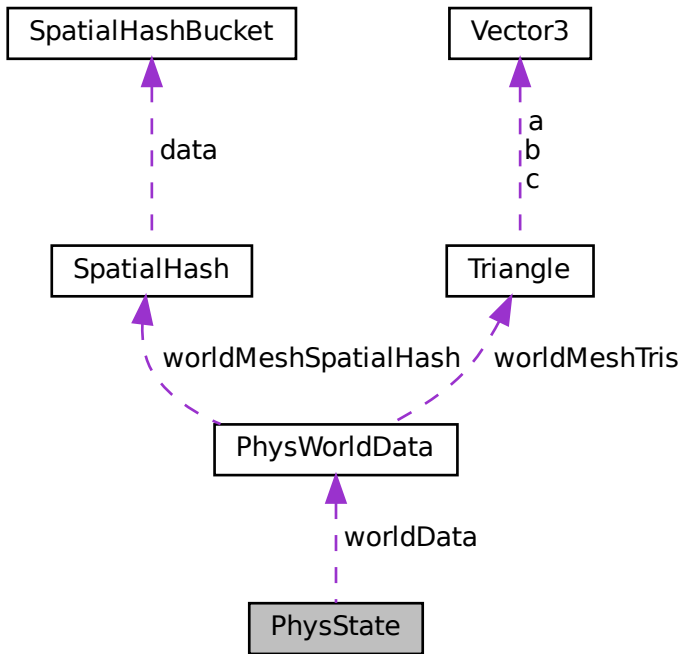 SpatialHashBucket
Vector3
data
a
b
c
SpatialHash
Triangle
worldMeshSpatialHash
worldMeshTris
PhysWorldData
worldData
PhysState